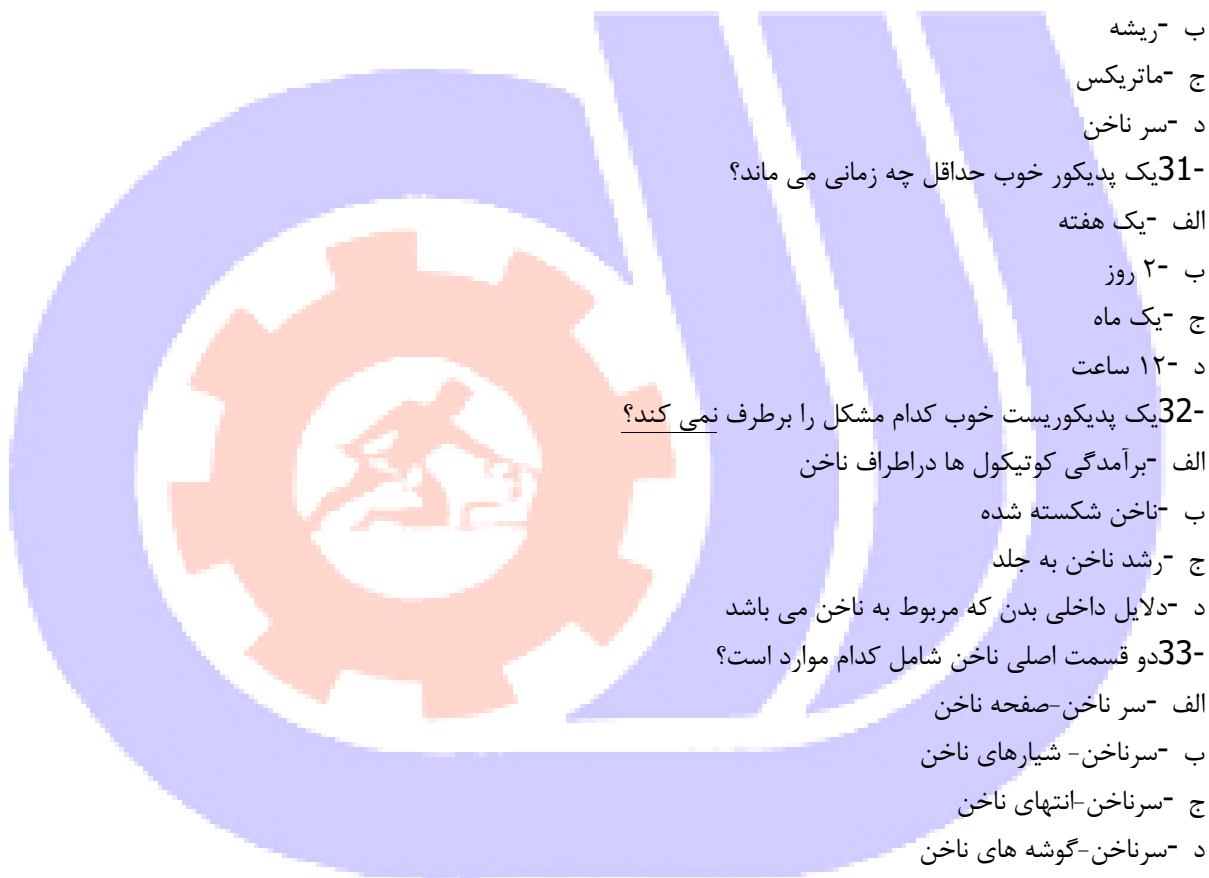 ب -ریشه
ج -ماتریکس
د -سر ناخن
-31یک پدیکور خوب حداقل چه زمانی می ماند؟
الف -یک هفته
ب -۲ روز
ج -یک ماه
د -۱۲ ساعت
-32یک پدیکوریست خوب کدام مشکل را برطرف نمی کند؟
الف -برآمدگی کوتیکول ها دراطراف ناخن
ب -ناخن شکسته شده
ج -رشد ناخن به جلد
د -دلایل داخلی بدن که مربوط به ناخن می باشد
-33دو قسمت اصلی ناخن شامل کدام موارد است؟
الف -سر ناخن-صفحه ناخن
ب -سرناخن- شیارهای ناخن
ج -سرناخن-انتهای ناخن
د -سرناخن-گوشه های ناخن